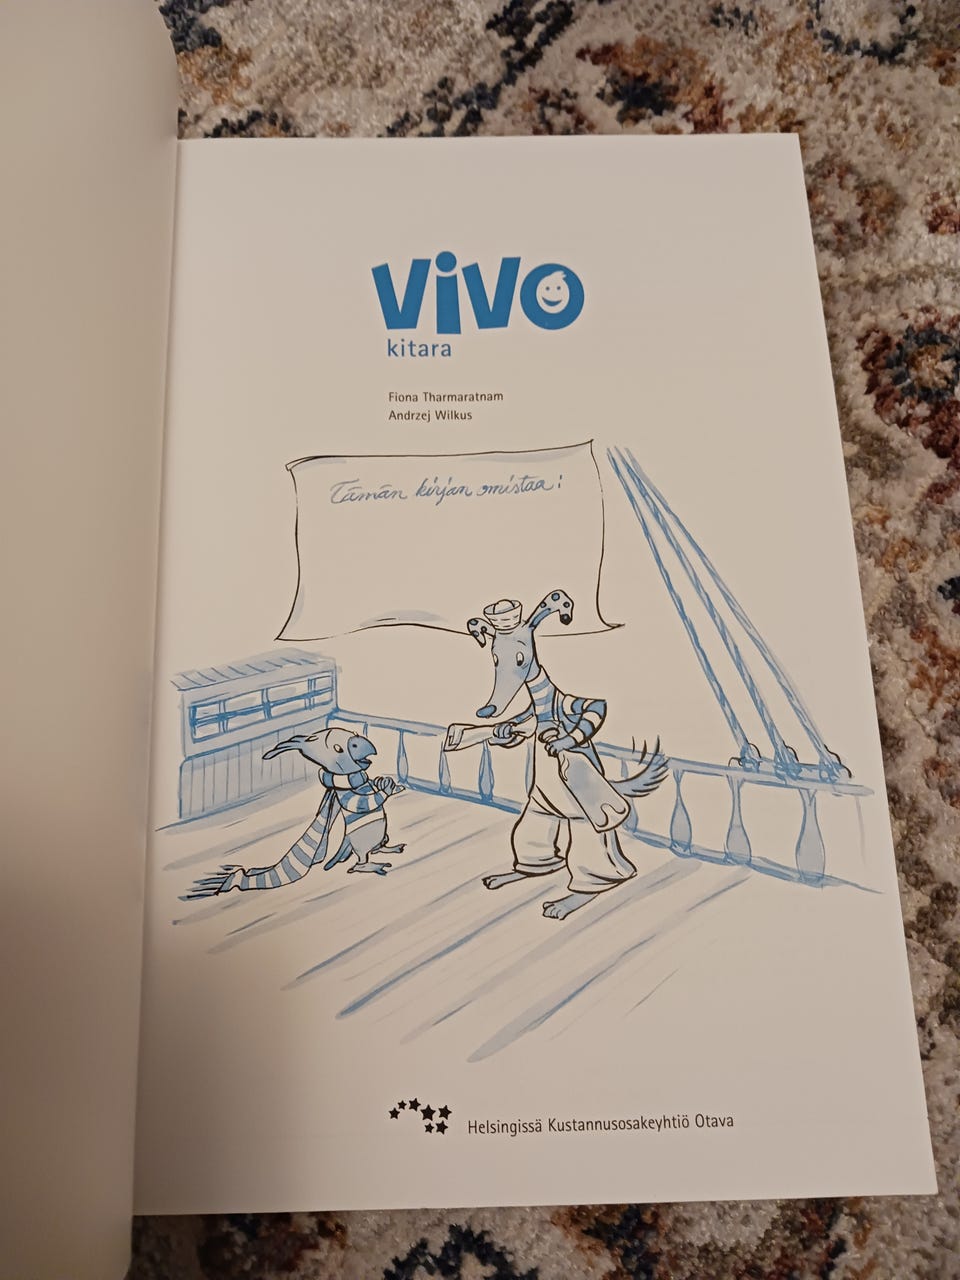 ViVO
kitara
Fiona Tharmaratnam
Andrzej Wilkus
Tämän kirjan omistaa:
Helsingissä Kustannusosakeyhtiö Otava